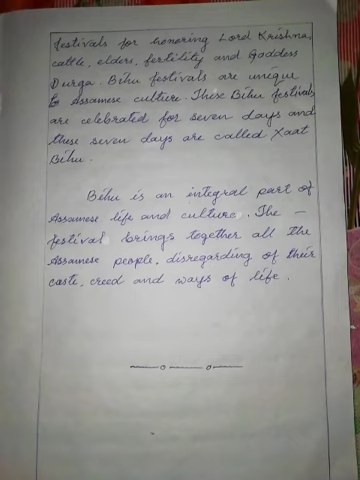 festivals for honoring Lord Krishna,
cattle, elders, fertility and Goddess
Durga. Bihu festivals are unique
to Assamese culture. These Bihu festivals
are celebrated for seven days and
these seven days are called Xaat
Bihu.
Bihu is an integral part of
Assamese life and culture. The -
festival brings together all the
Assamese people, disregarding of their
caste, creed and ways of life.